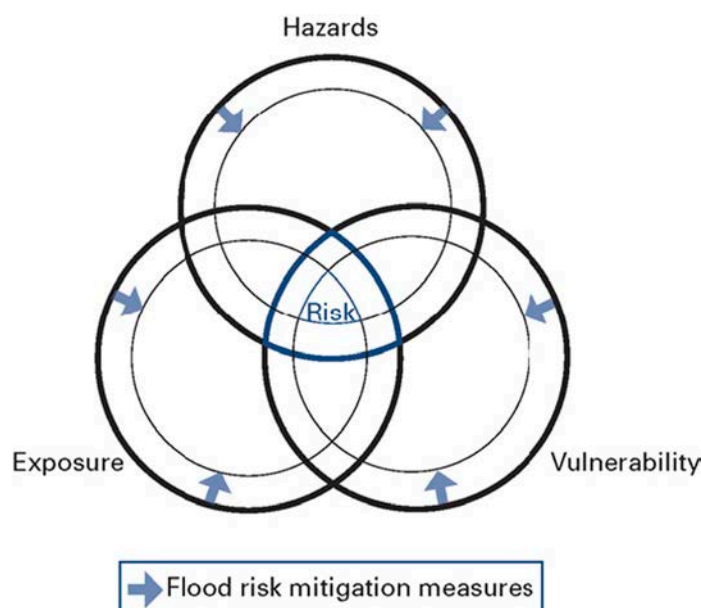 Hazards
Risk
Exposure
Vulnerability
Flood risk mitigation measures